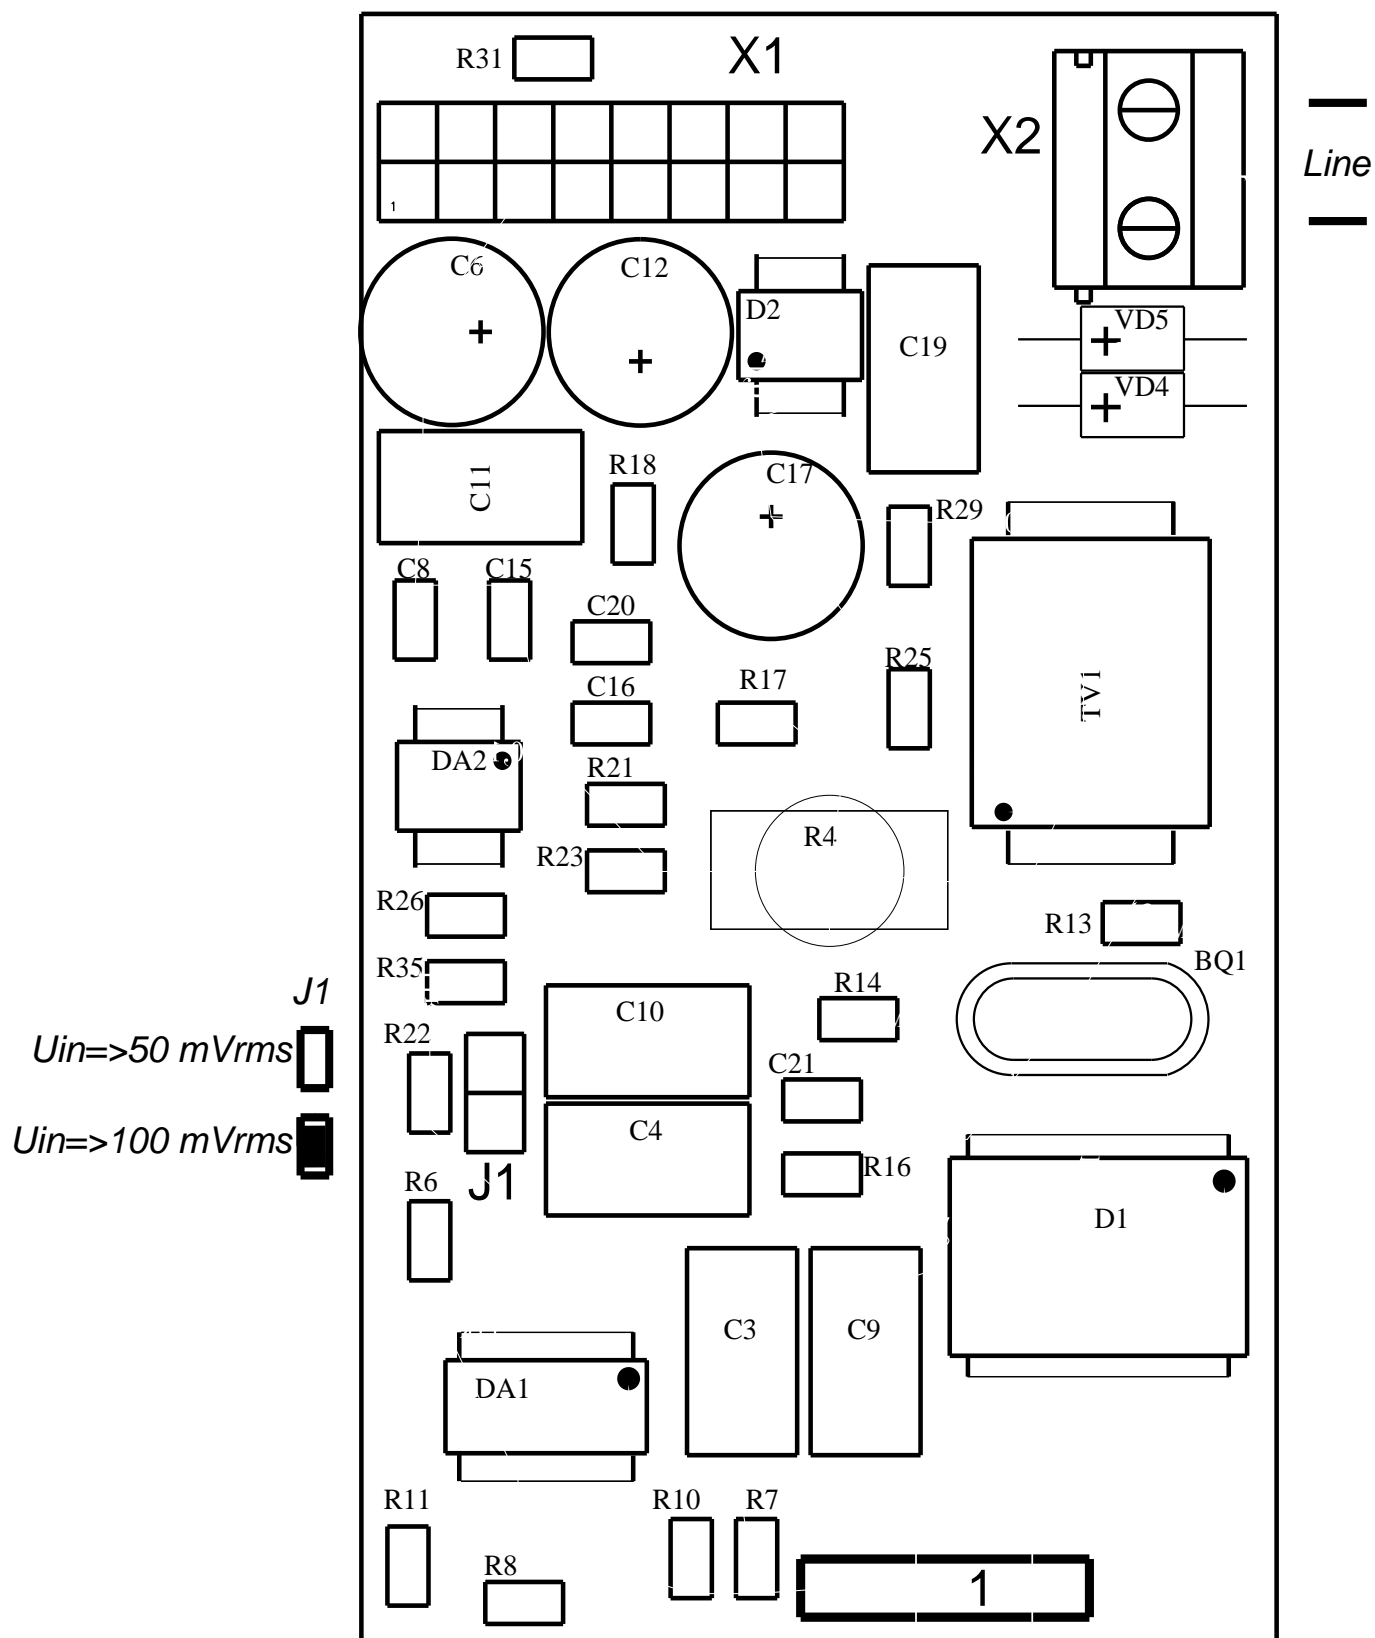 R31
X1
X2
Line
1
C6
C12
D2
C19
VD5
VD4
C11
R18
C17
R29
C8
C15
C20
R25
C16
R17
TV1
DA2
R21
R4
R23
R26
R13
R35
BQ1
J1
R14
C10
Uin=>50 mVrms
R22
C21
Uin=>100 mVrms
C4
R16
R6
J1
D1
C3
C9
DA1
R11
R10
R7
R8
1